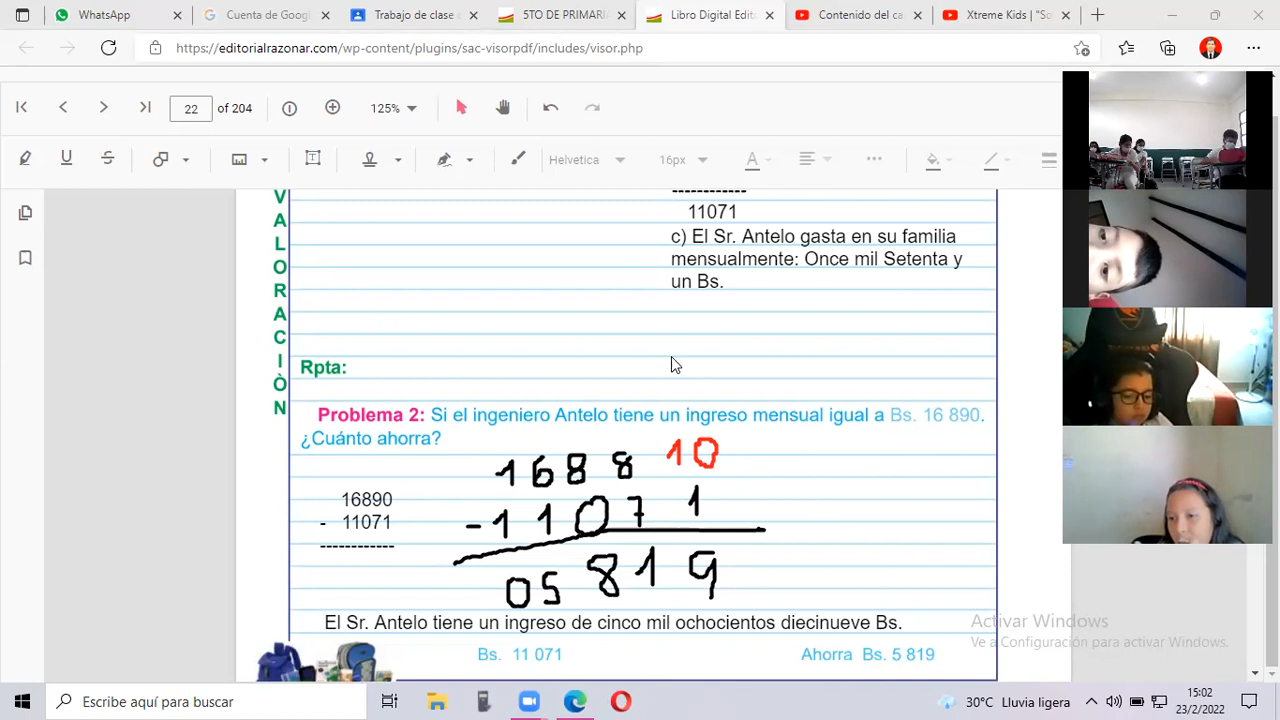 WhatsApp
(22) WhatsApp
Cuenta de Goog
Trabajo de clase
5TO DE PRIMARI
Libro Digital Edit
Contenido del ca
Xtreme Kids | "So
https://editorialrazonar.com/wp-content/plugins/sac-visorpdf/includes/visor.php
22 of 204
125%
Helvetica
16px
VALORACIÒN
------------
11071
c) El Sr. Antelo gasta en su familia
mensualmente: Once mil Setenta y
un Bs.
Rpta:
Problema 2: Si el ingeniero Antelo tiene un ingreso mensual igual a Bs. 16 890.
¿Cuánto ahorra?
16890
- 11071
------------
1 6 8 8 10
- 1 1 0 7 1
0 5 8 1 9
El Sr. Antelo tiene un ingreso de cinco mil ochocientos diecinueve Bs.
Bs. 11 071
Ahorra Bs. 5 819
Activar Windows
Ve a Configuración para activar Windows.
Escribe aquí para buscar
30°C Lluvia ligera
15:02
23/2/2022